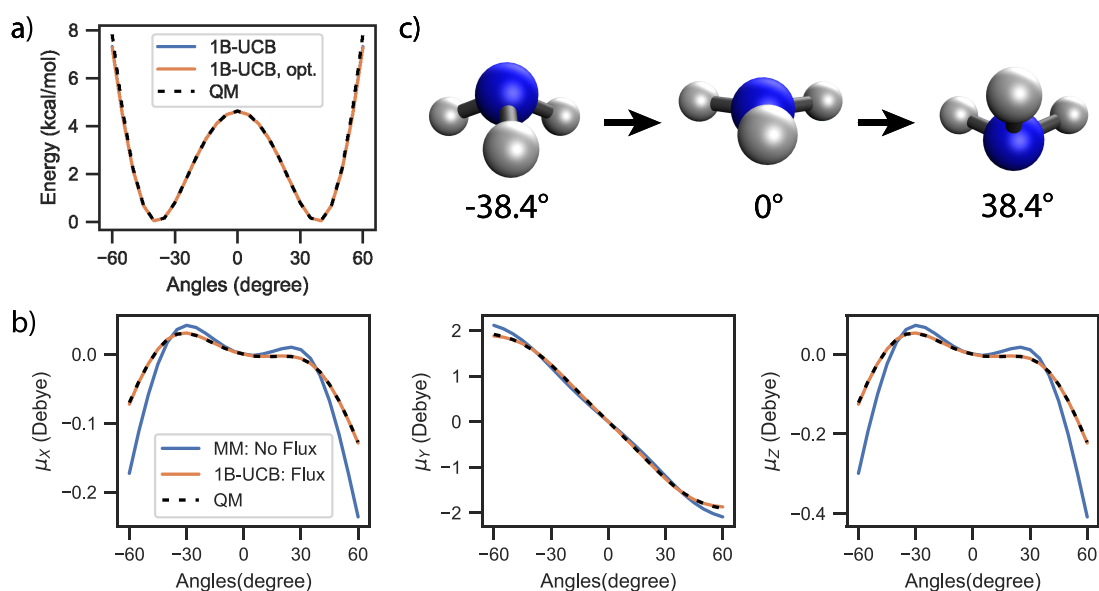 a)
8
6
4
2
0
Energy (kcal/mol)
1B-UCB
1B-UCB, opt.
QM
−60
−30
0
30
60
Angles (degree)
c)
-38.4°
0°
38.4°
b)
0.0
−0.1
−0.2
μX (Debye)
MM: No Flux
1B-UCB: Flux
QM
−60
−30
0
30
60
Angles(degree)
2
1
0
−1
−2
μY (Debye)
−60
−30
0
30
60
Angles(degree)
0.0
−0.2
−0.4
μZ (Debye)
−60
−30
0
30
60
Angles(degree)